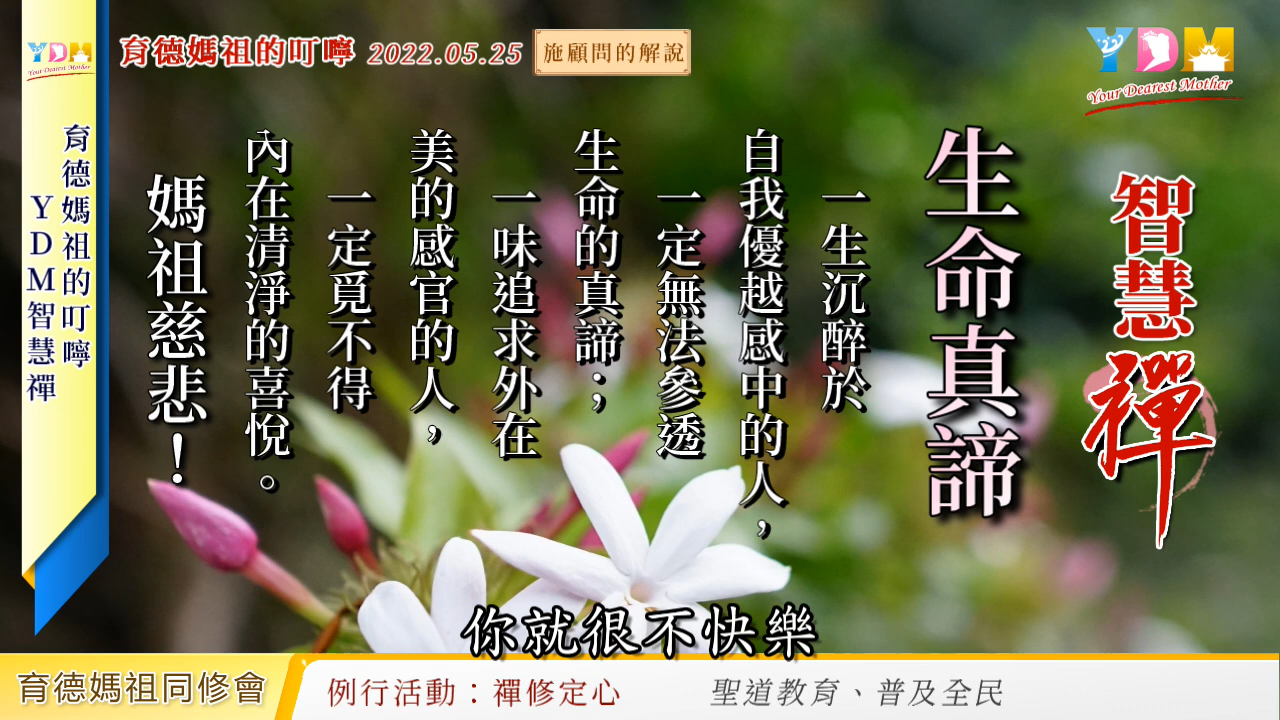 育德媽祖的叮嚀 2022.05.25 施顧問的解說
YDM
Your Dearest Mother
育德媽祖的叮嚀
YDM智慧禪
YDM
Your Dearest Mother
智慧禪
生命真諦
一生沉醉於
自我優越感中的人，
一定無法參透
生命的真諦；
一味追求外在
美的感官的人，
一定覓不得
內在清淨的喜悅。
媽祖慈悲！
你就很不快樂
育德媽祖同修會 例行活動：禪修定心 聖道教育、普及全民